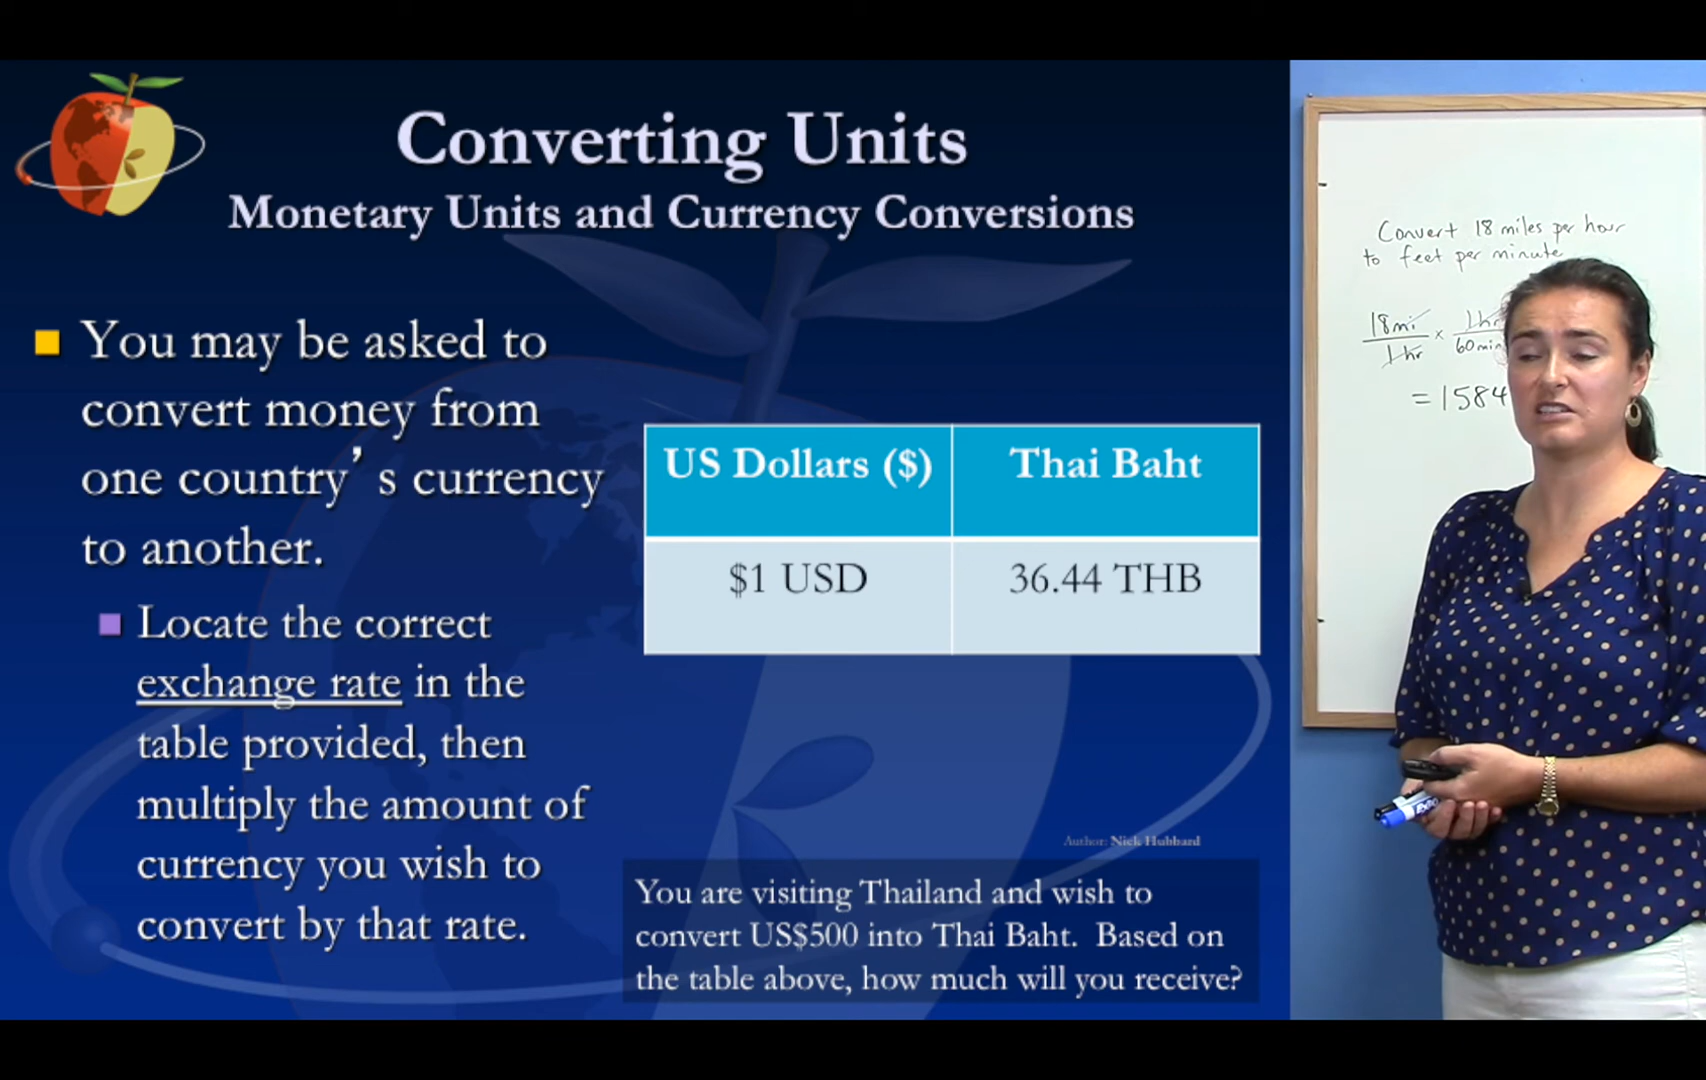 Converting Units
Monetary Units and Currency Conversions
You may be asked to
convert money from
one country's currency
to another.
Locate the correct
exchange rate in the
table provided, then
multiply the amount of
currency you wish to
convert by that rate.
US Dollars ($) Thai Baht
$1 USD 36.44 THB
Author: Nick Hubbard
You are visiting Thailand and wish to
convert US$500 into Thai Baht. Based on
the table above, how much will you receive?
Convert 18 miles per hour
to feet per minute
18mi × 1hr
1hr 60min
= 1584
EXPO